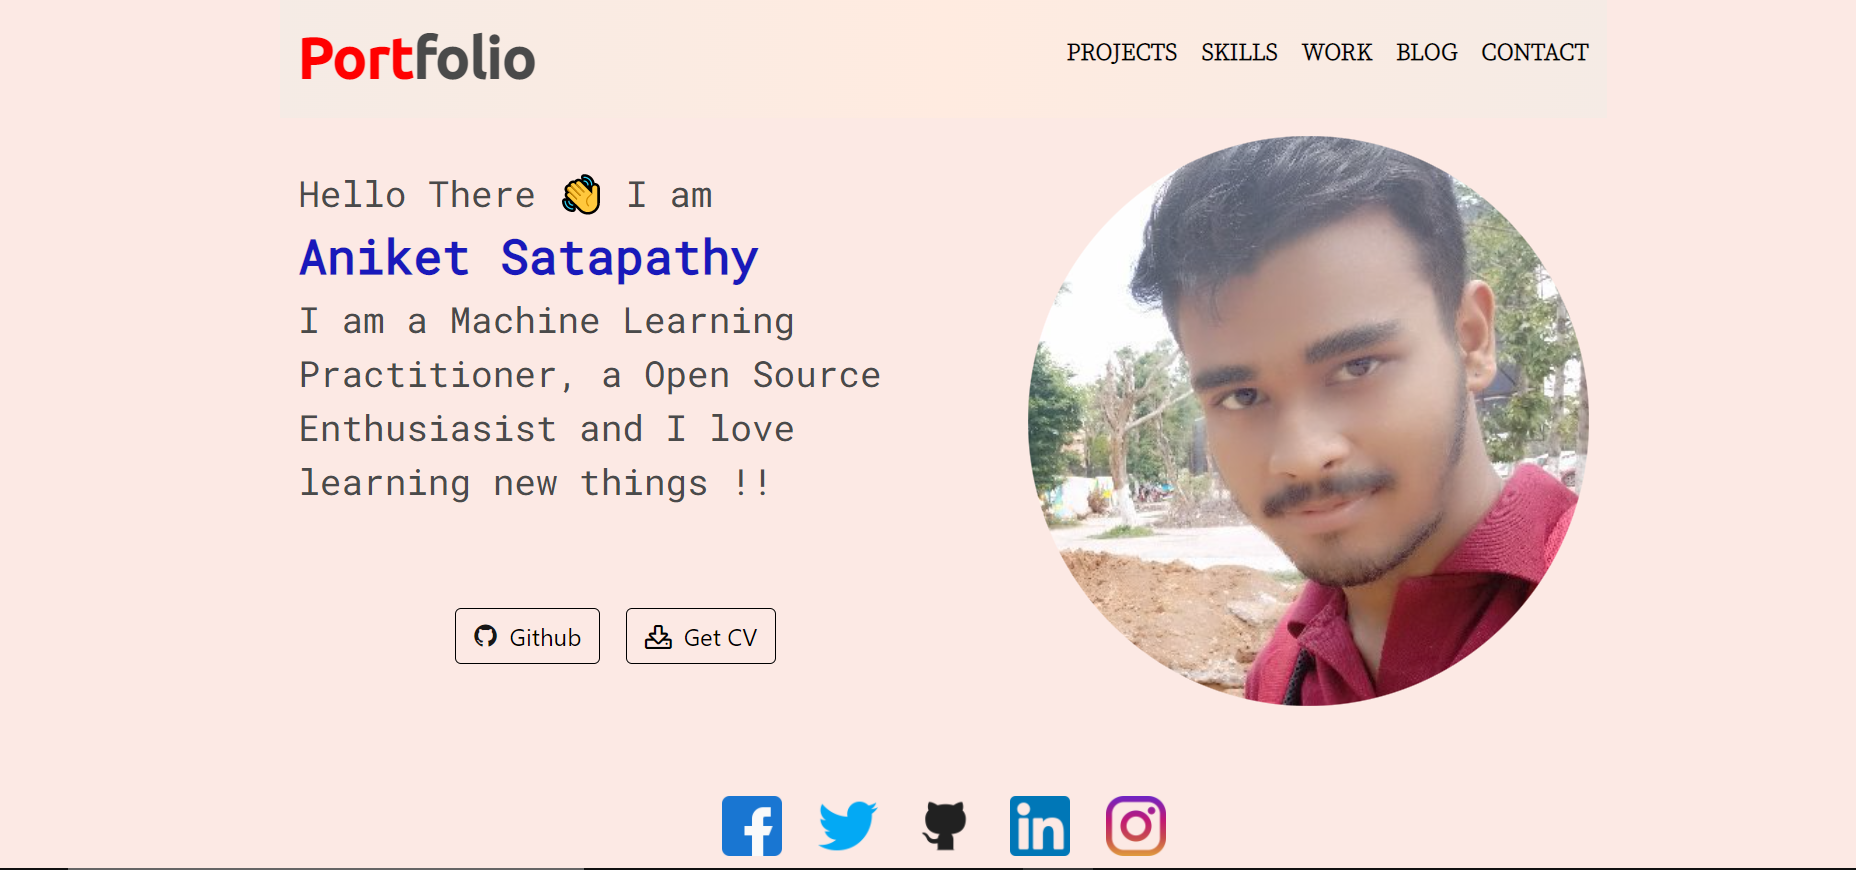 Portfolio
PROJECTS SKILLS WORK BLOG CONTACT
Hello There 👋 I am
Aniket Satapathy
I am a Machine Learning
Practitioner, a Open Source
Enthusiasist and I love
learning new things !!
Github
Get CV